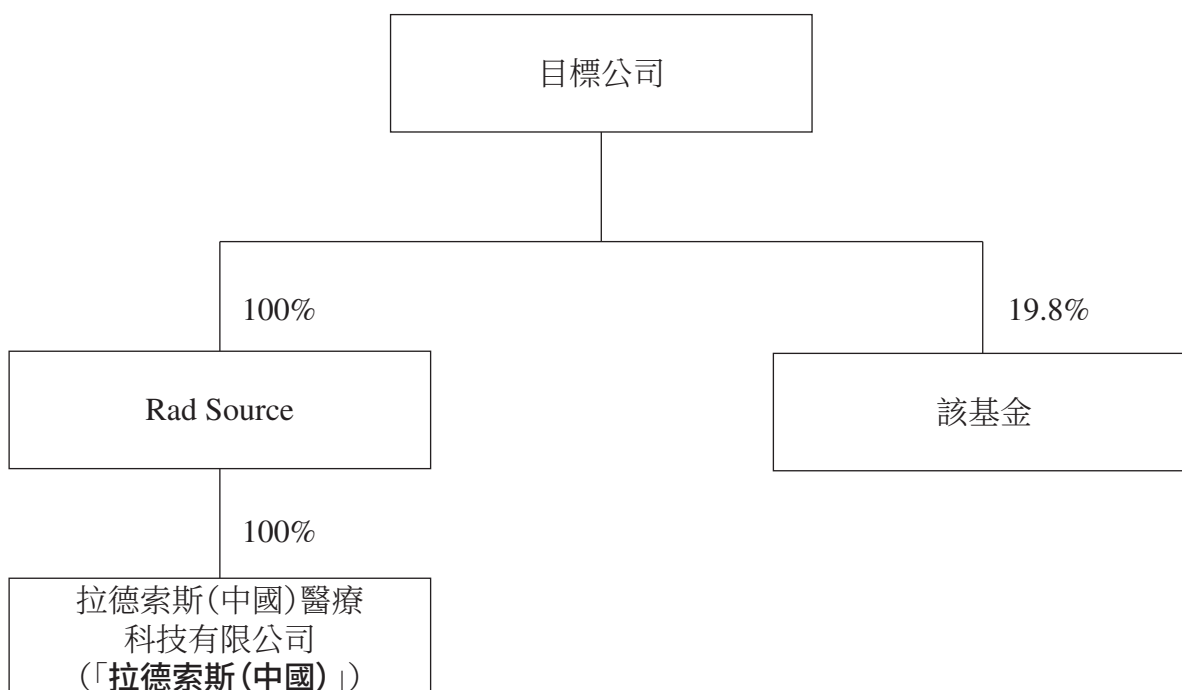 目標公司
100%
19.8%
Rad Source
該基金
100%
拉德索斯(中國)醫療
科技有限公司
(「拉德索斯(中國)」)